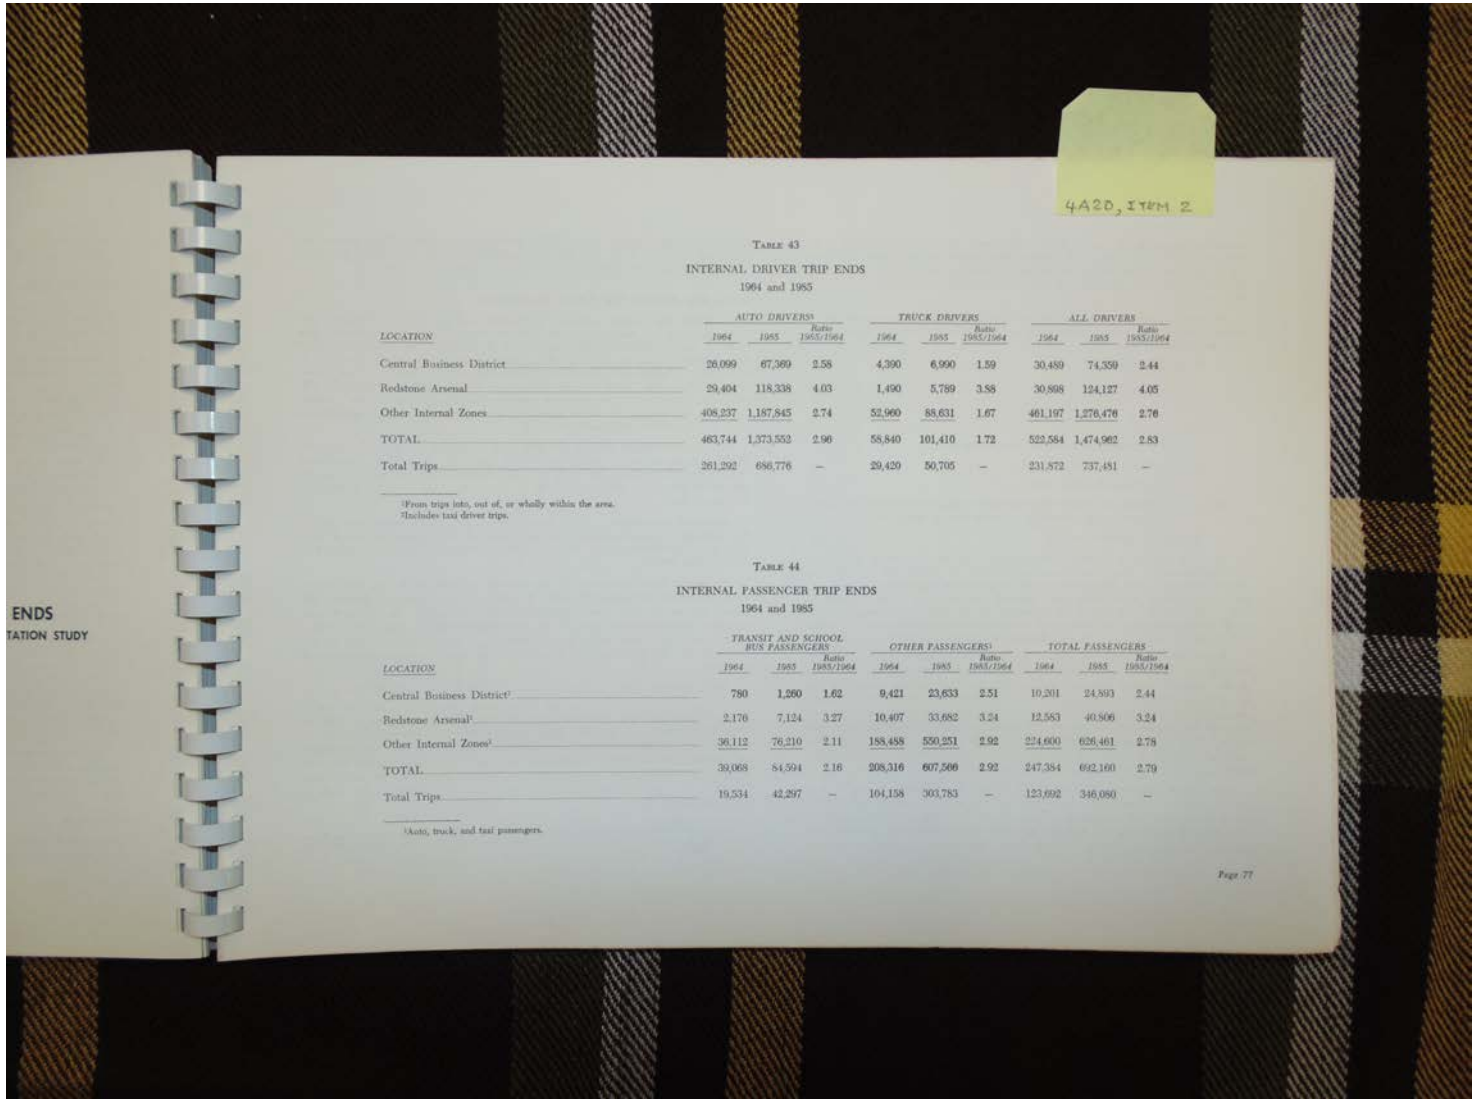 4A2D, ITEM 2
TABLE 43
INTERNAL DRIVER TRIP ENDS
1964 and 1985
AUTO DRIVERS² TRUCK DRIVERS ALL DRIVERS
LOCATION 1964 1985 Ratio 1985/1964 1964 1985 Ratio 1985/1964 1964 1985 Ratio 1985/1964
Central Business District 26,099 67,369 2.58 4,390 6,990 1.59 30,489 74,359 2.44
Redstone Arsenal 29,404 118,338 4.03 1,490 5,789 3.88 30,898 124,127 4.05
Other Internal Zones 408,237 1,187,845 2.74 52,960 88,631 1.67 461,197 1,276,476 2.76
TOTAL 463,744 1,373,552 2.96 58,840 101,410 1.72 522,584 1,474,962 2.83
Total Trips 261,292 686,776 — 29,420 50,705 — 231,872 737,481 —
¹From trips into, out of, or wholly within the area.
²Includes taxi driver trips.
TABLE 44
INTERNAL PASSENGER TRIP ENDS
1964 and 1985
TRANSIT AND SCHOOL
BUS PASSENGERS OTHER PASSENGERS¹ TOTAL PASSENGERS
LOCATION 1964 1985 Ratio 1985/1964 1964 1985 Ratio 1985/1964 1964 1985 Ratio 1985/1964
Central Business District² 780 1,260 1.62 9,421 23,633 2.51 10,201 24,893 2.44
Redstone Arsenal² 2,176 7,124 3.27 10,407 33,682 3.24 12,583 40,806 3.24
Other Internal Zones² 36,112 76,210 2.11 188,488 550,251 2.92 224,600 626,461 2.78
TOTAL 39,068 84,594 2.16 208,316 607,566 2.92 247,384 692,160 2.79
Total Trips 19,534 42,297 — 104,158 303,783 — 123,692 346,080 —
¹Auto, truck, and taxi passengers.
Page 77
ENDS
TATION STUDY